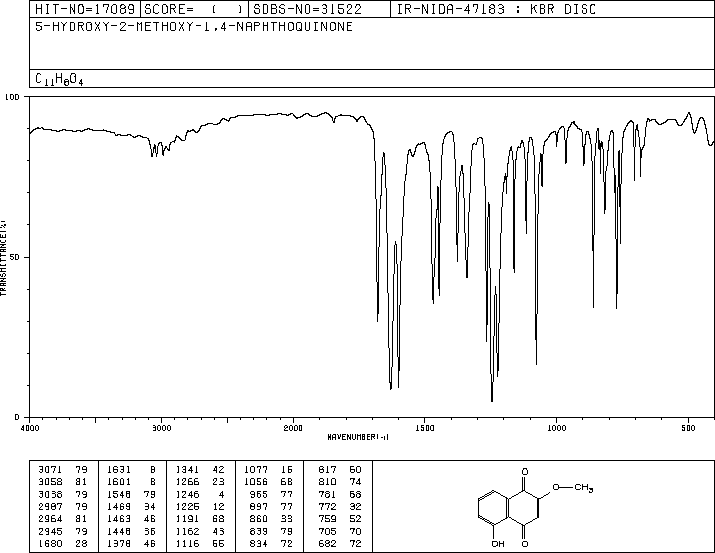 HIT-NO=17089 SCORE= ( ) SDBS-NO=31522 IR-NIDA-47183 : KBR DISC
5-HYDROXY-2-METHOXY-1,4-NAPHTHOQUINONE
C11H8O4
100
TRANSMITTANCE(%)
50
0
4000 3000 2000 1500 1000 500
WAVENUMBER(-1)
3071 79 1631 8 1341 42 1077 16 817 60
3058 81 1601 8 1266 23 1056 68 810 74
3038 79 1548 79 1246 4 965 77 781 68
2987 79 1469 34 1225 12 897 77 772 32
2964 81 1463 46 1191 68 860 33 759 52
2945 79 1448 36 1162 43 839 79 705 70
1680 28 1378 46 1116 55 834 72 682 72
O
O
CH3
OH
O